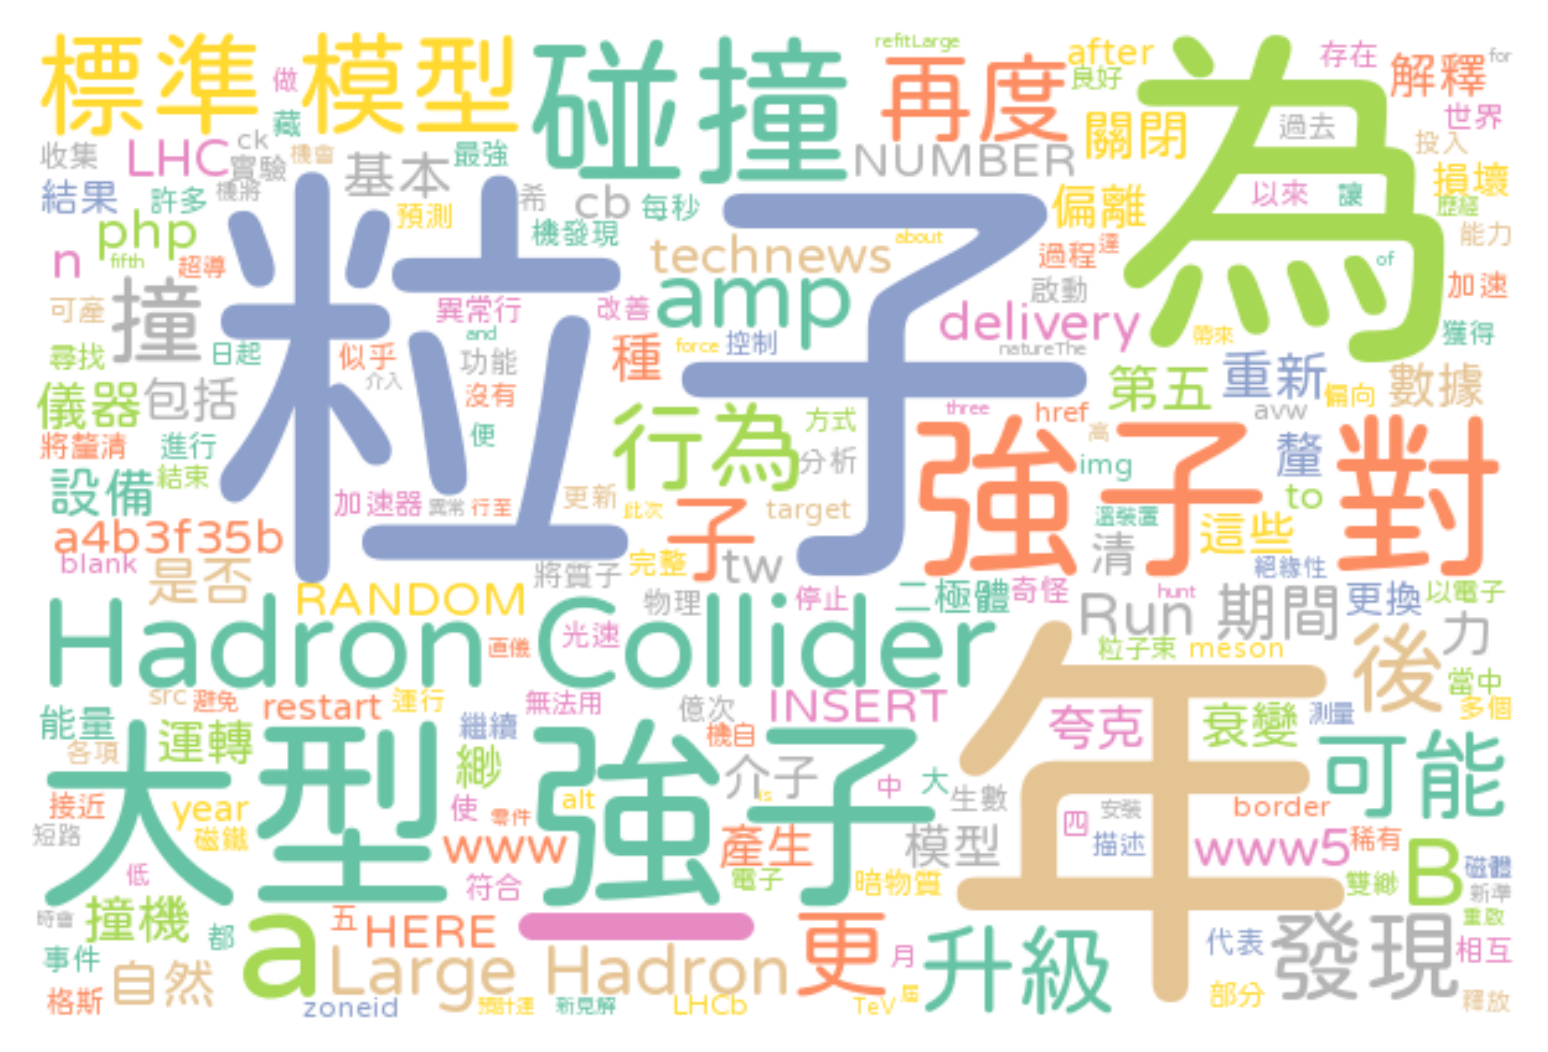 標準 做 模型 碰撞 refitLarge 再度 after 為 存在 解釋 for
藏 良好 世界
收集 LHC ck 實驗 機會 基本 最強 NUMBER 關閉 過去 投入
結果 許多 機將 預測 希 cb 每秒 偏離 以來 讓 損壞 歷經
php 粒子 機發現 technews about 過程 達 of 能力
n fifth 超導 amp 啟動 加速
可產 撞 異常行 改善 delivery 帶來 獲得
尋找 日起 似乎 and 功能 種 force 控制 natureThe 重新
儀器 包括 介入 沒有 第五 偏向 數據
將釐清 進行 便 行為 方式 強子 three href avw 對
設備 結束 分析 高 img 釐
加速器 異常 行至 更新 此次 子 target 溫裝置 to
a4b3f35b 清 這些
blank 是否 將質子 完整 tw 絕緣性
RANDOM 物理 停止 二極體 奇怪 Run hunt 期間 更換 以電子
Hadron Collider 直儀 光速 粒子束 meson 後 力
src 避免 restart 運行 無法用 億次 INSERT 年 當中
能量 運轉 繼續 機自 夸克 衰變 測量 多個
各項 大型強子 緲 介子 可能
接近 year 使 零件 alt is 中 大 生數 安裝 border
短路 磁鐵 www 產生 模型 四 描述 www5 稀有
低 符合 電子 暗物質 雙緲 B 磁體 新準
時會 撞機 都 a 五 HERE 一 更 代表 發現 重啟
事件 Large Hadron 月 升級 相互
格斯 自然 zoneid 預計運 新見解 LHCb TeV 屆 部分 釋放